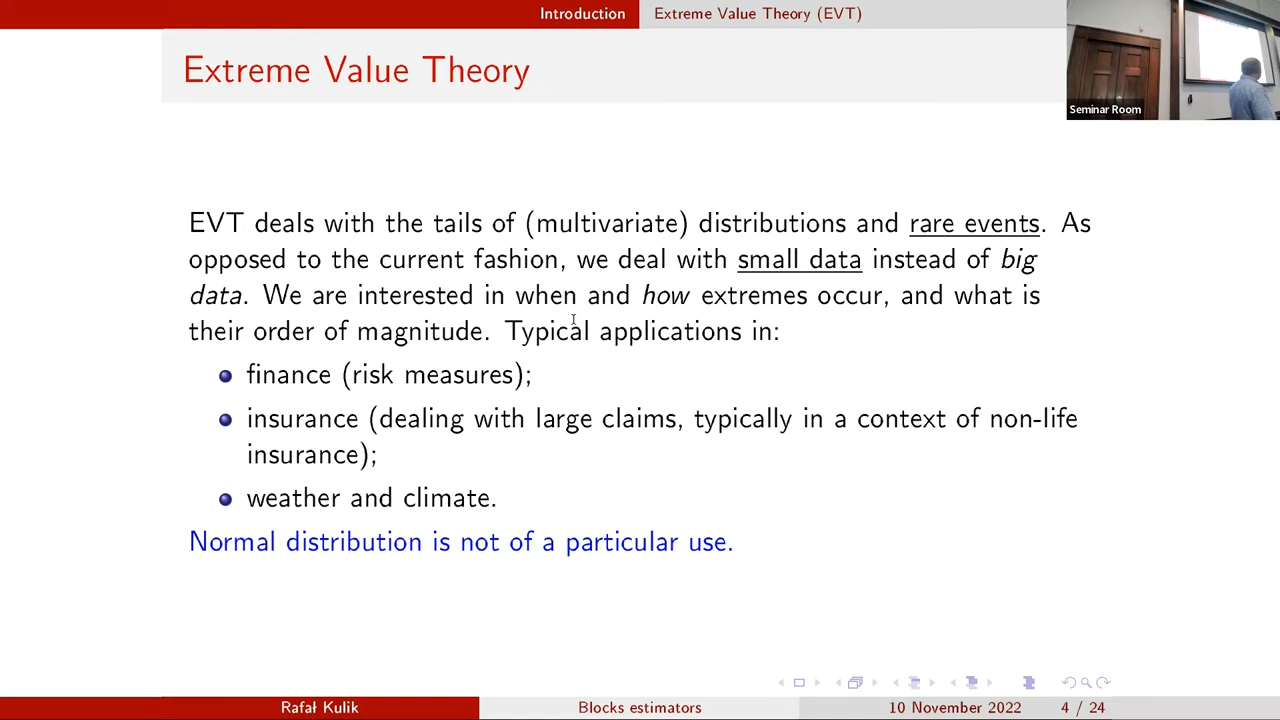 Introduction Extreme Value Theory (EVT)
Extreme Value Theory
Seminar Room
EVT deals with the tails of (multivariate) distributions and rare events. As
opposed to the current fashion, we deal with small data instead of big
data. We are interested in when and how extremes occur, and what is
their order of magnitude. Typical applications in:
finance (risk measures);
insurance (dealing with large claims, typically in a context of non-life
insurance);
weather and climate.
Normal distribution is not of a particular use.
Rafał Kulik Blocks estimators 10 November 2022 4 / 24